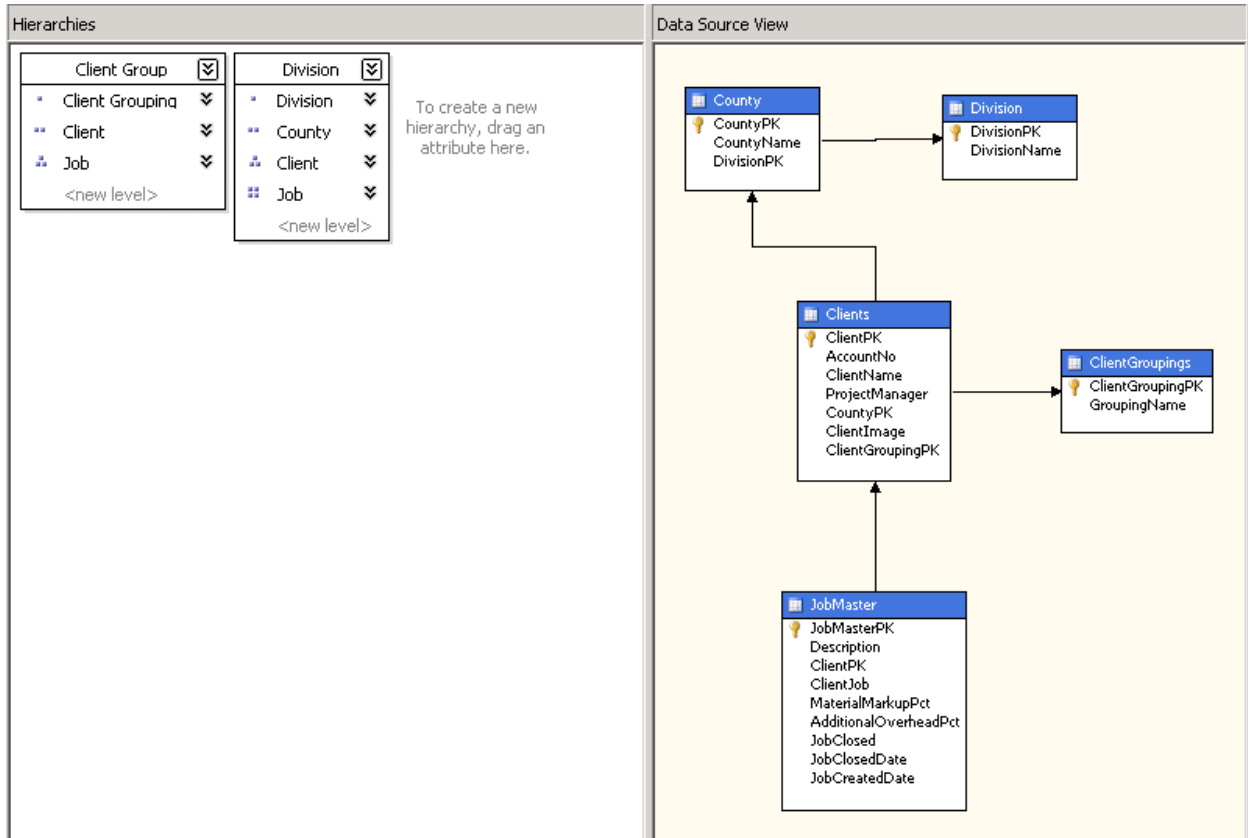 Hierarchies
Client Group
Client Grouping
Client
Job
<new level>
Division
Division
County
Client
Job
<new level>
To create a new
hierarchy, drag an
attribute here.
Data Source View
County
CountyPK
CountyName
DivisionPK
Division
DivisionPK
DivisionName
Clients
ClientPK
AccountNo
ClientName
ProjectManager
CountyPK
ClientImage
ClientGroupingPK
ClientGroupings
ClientGroupingPK
GroupingName
JobMaster
JobMasterPK
Description
ClientPK
ClientJob
MaterialMarkupPct
AdditionalOverheadPct
JobClosed
JobClosedDate
JobCreatedDate